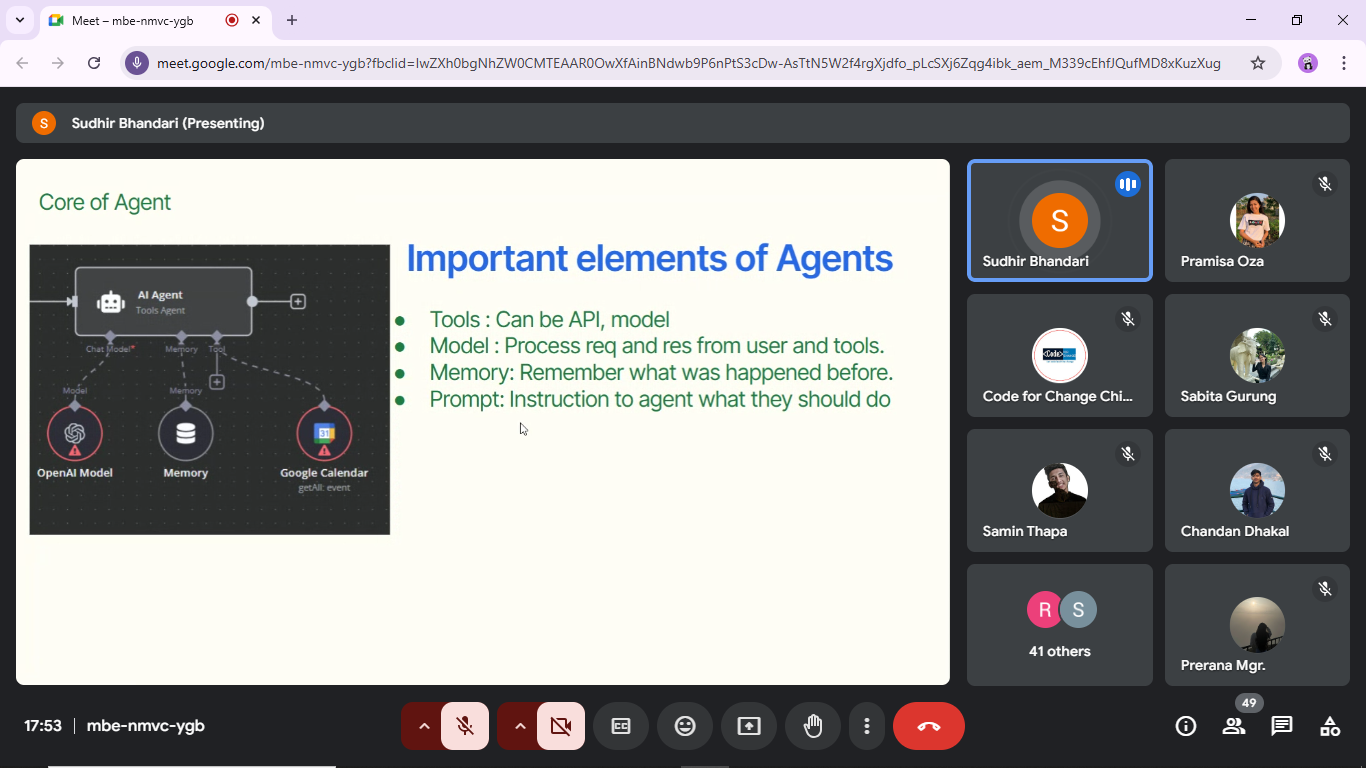 Meet – mbe-nmvc-ygb
meet.google.com/mbe-nmvc-ygb?fbclid=IwZXh0bgNhZW0CMTEAAR0OwXfAinBNdwb9P6nPtS3cDw-AsTtN5W2f4rgXjdfo_pLcSXj6Zqg4ibk_aem_M339cEhfJQufMD8xKuzXug
S
Sudhir Bhandari (Presenting)
Core of Agent
AI Agent
Tools Agent
Chat Model*
Memory
Tool
Model
Memory
31
OpenAI Model
Memory
Google Calendar
getAll: event
Important elements of Agents
● Tools : Can be API, model
● Model : Process req and res from user and tools.
● Memory: Remember what was happened before.
● Prompt: Instruction to agent what they should do
S
Sudhir Bhandari
Pramisa Oza
<Code>
Code for Change Chi...
Sabita Gurung
Samin Thapa
Chandan Dhakal
R S
41 others
Prerana Mgr.
17:53 | mbe-nmvc-ygb
49